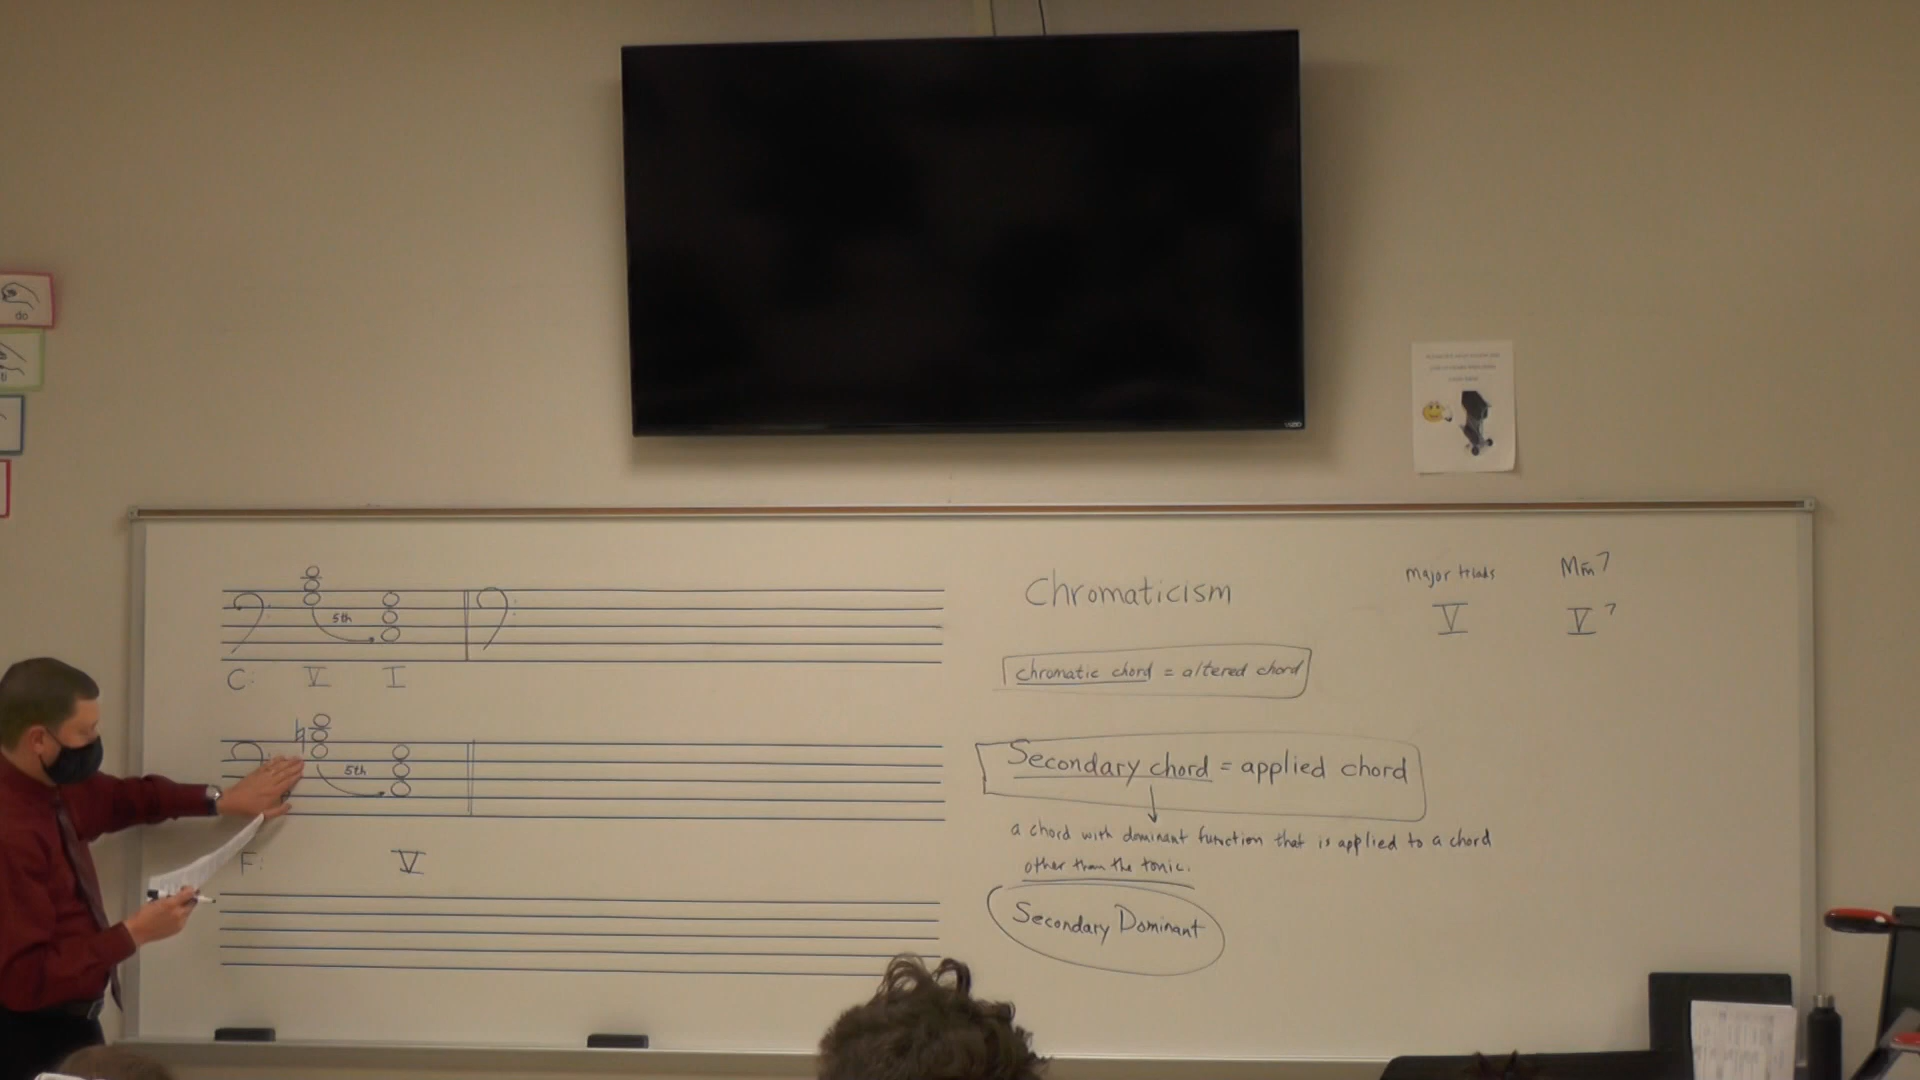 do
VIZIO
5th
C: V I
5th
F: V
Chromaticism
chromatic chord = altered chord
Secondary chord = applied chord
a chord with dominant function that is applied to a chord
other than the tonic.
Secondary Dominant
Major triads
V
Mm7
V7